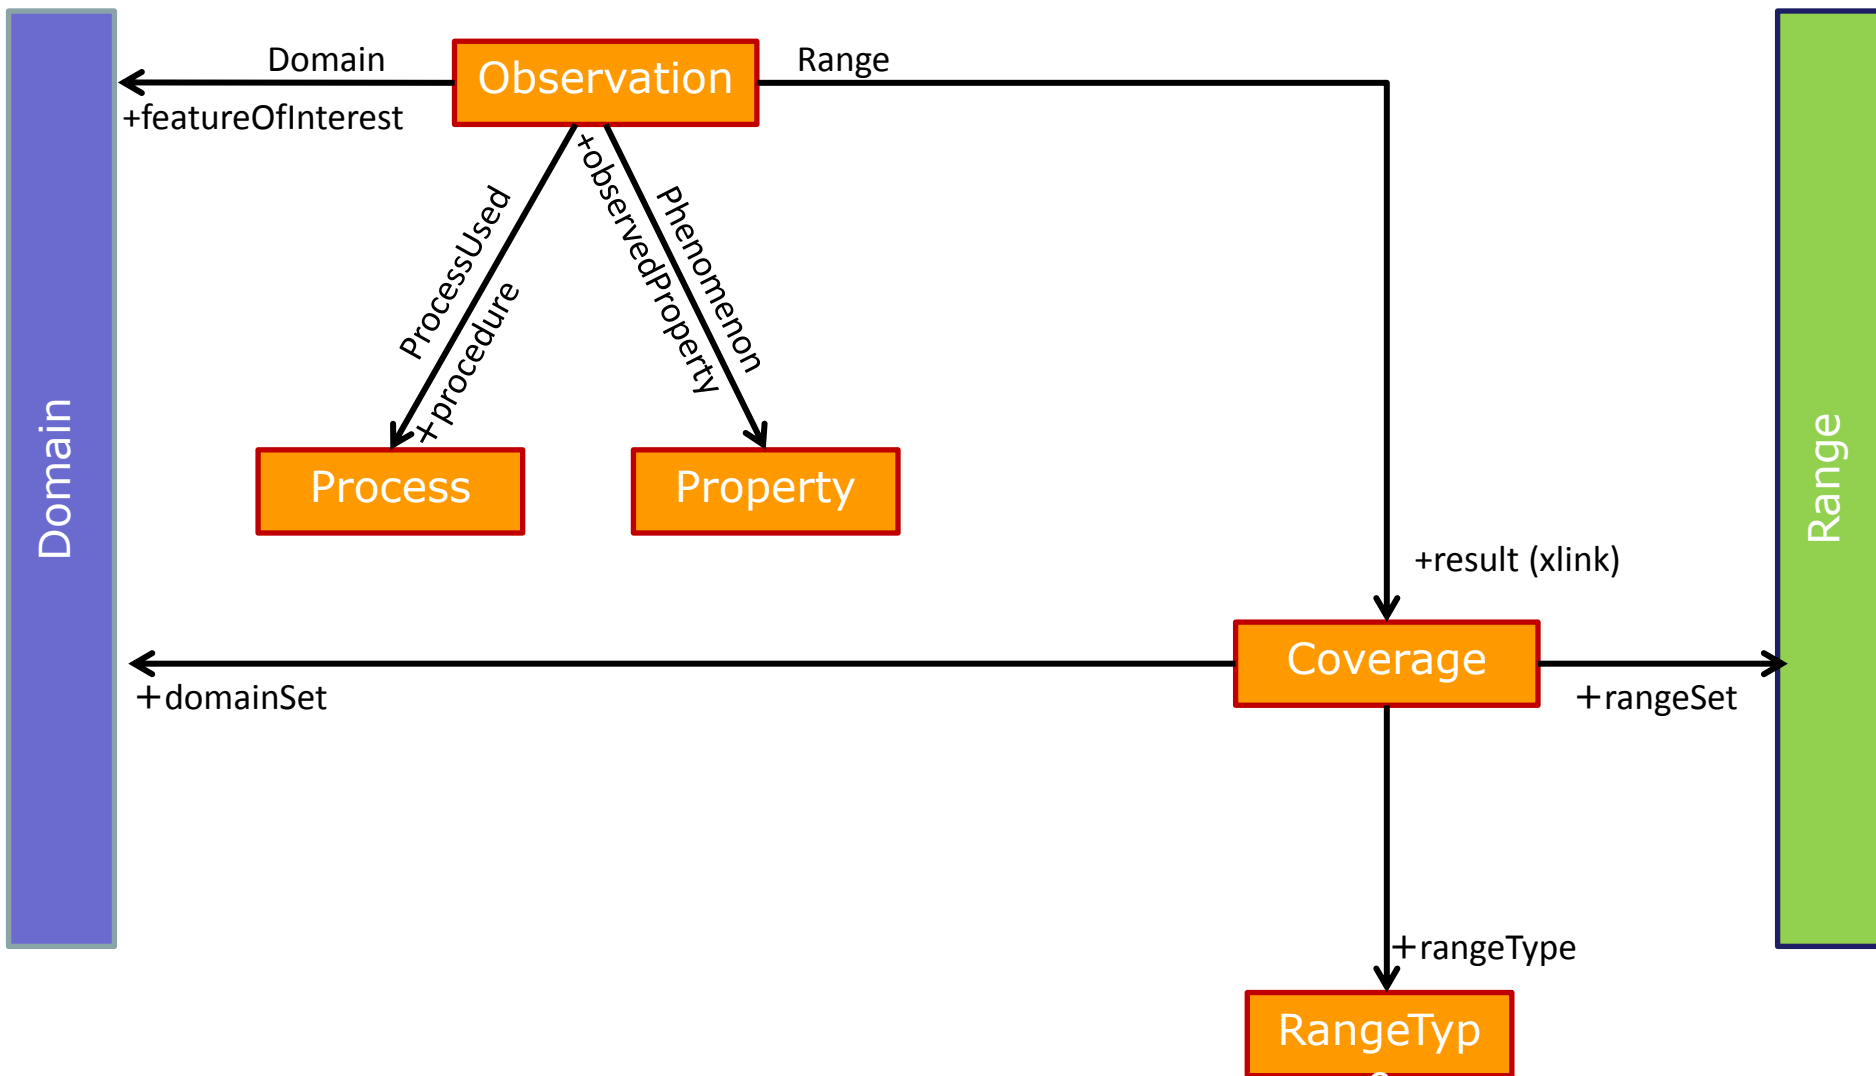 Domain
Observation
Range
+featureOfInterest
ProcessUsed
+procedure
+observedProperty
Phenomenon
Process
Property
Domain
Range
+result (xlink)
Coverage
+domainSet
+rangeSet
+rangeType
RangeTyp